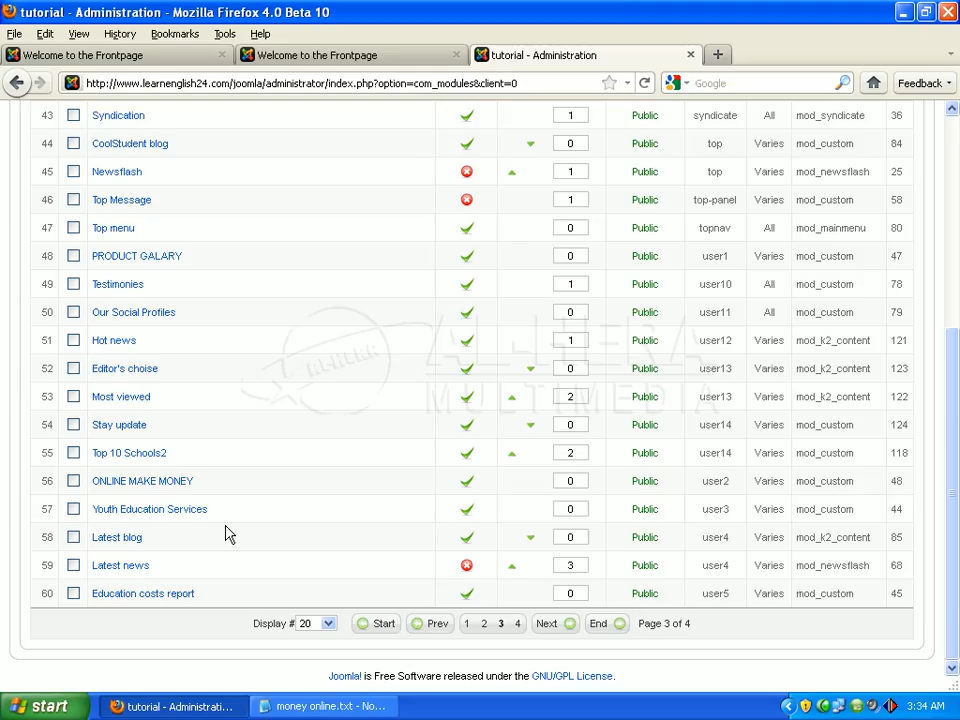 tutorial - Administration - Mozilla Firefox 4.0 Beta 10
File Edit View History Bookmarks Tools Help
Welcome to the Frontpage Welcome to the Frontpage tutorial - Administration
http://www.learnenglish24.com/joomla/administrator/index.php?option=com_modules&client=0 Google Feedback
43 Syndication 1 Public syndicate All mod_syndicate 36
44 CoolStudent blog 0 Public top Varies mod_custom 84
45 Newsflash 1 Public top Varies mod_newsflash 25
46 Top Message 1 Public top-panel Varies mod_custom 58
47 Top menu 0 Public topnav All mod_mainmenu 80
48 PRODUCT GALARY 0 Public user1 Varies mod_custom 47
49 Testimonies 1 Public user10 All mod_custom 78
50 Our Social Profiles 0 Public user11 All mod_custom 79
51 Hot news 1 Public user12 Varies mod_k2_content 121
52 Editor's choise 0 Public user13 Varies mod_k2_content 123
53 Most viewed 2 Public user13 Varies mod_k2_content 122
54 Stay update 0 Public user14 Varies mod_custom 124
55 Top 10 Schools2 2 Public user14 Varies mod_custom 118
56 ONLINE MAKE MONEY 0 Public user2 Varies mod_custom 48
57 Youth Education Services 0 Public user3 Varies mod_custom 44
58 Latest blog 0 Public user4 Varies mod_k2_content 85
59 Latest news 3 Public user4 Varies mod_newsflash 68
60 Education costs report 0 Public user5 Varies mod_custom 45
AL-HERA
AL-HERA
MULTIMEDIA
Display # 20 Start Prev 1 2 3 4 Next End Page 3 of 4
Joomla! is Free Software released under the GNU/GPL License.
start tutorial - Administrati... money online.txt - No... 3:34 AM